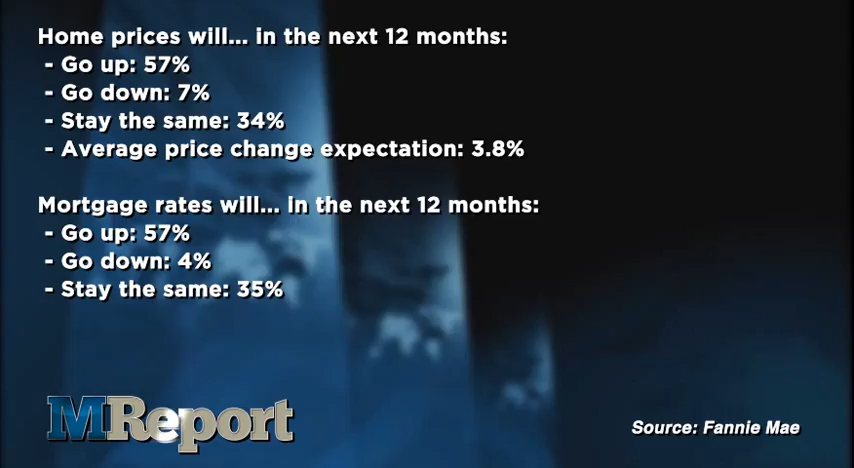 Home prices will... in the next 12 months:
- Go up: 57%
- Go down: 7%
- Stay the same: 34%
- Average price change expectation: 3.8%
Mortgage rates will... in the next 12 months:
- Go up: 57%
- Go down: 4%
- Stay the same: 35%
MReport
Source: Fannie Mae